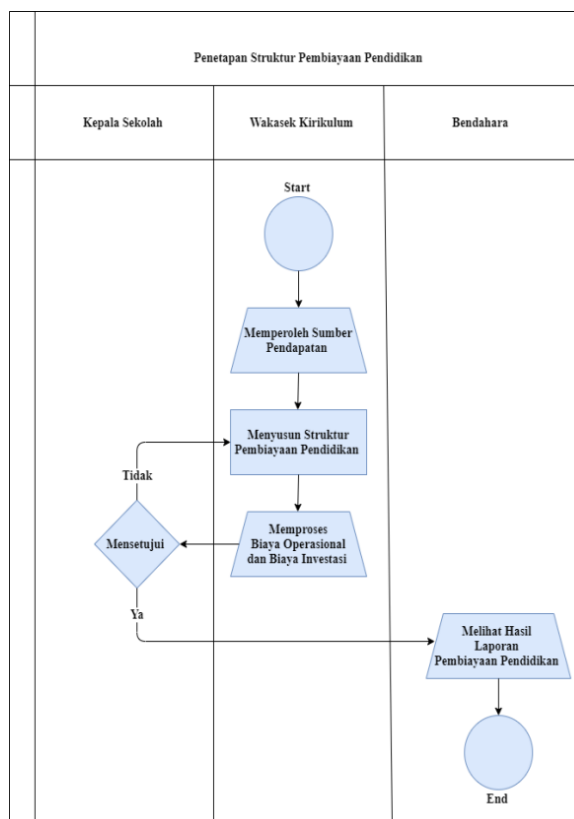 Penetapan Struktur Pembiayaan Pendidikan
Kepala Sekolah
Wakasek Kirikulum
Bendahara
Start
Memperoleh Sumber
Pendapatan
Menyusun Struktur
Pembiayaan Pendidikan
Tidak
Mensetujui
Memproses
Biaya Operasional
dan Biaya Investasi
Ya
Melihat Hasil
Laporan
Pembiayaan Pendidikan
End